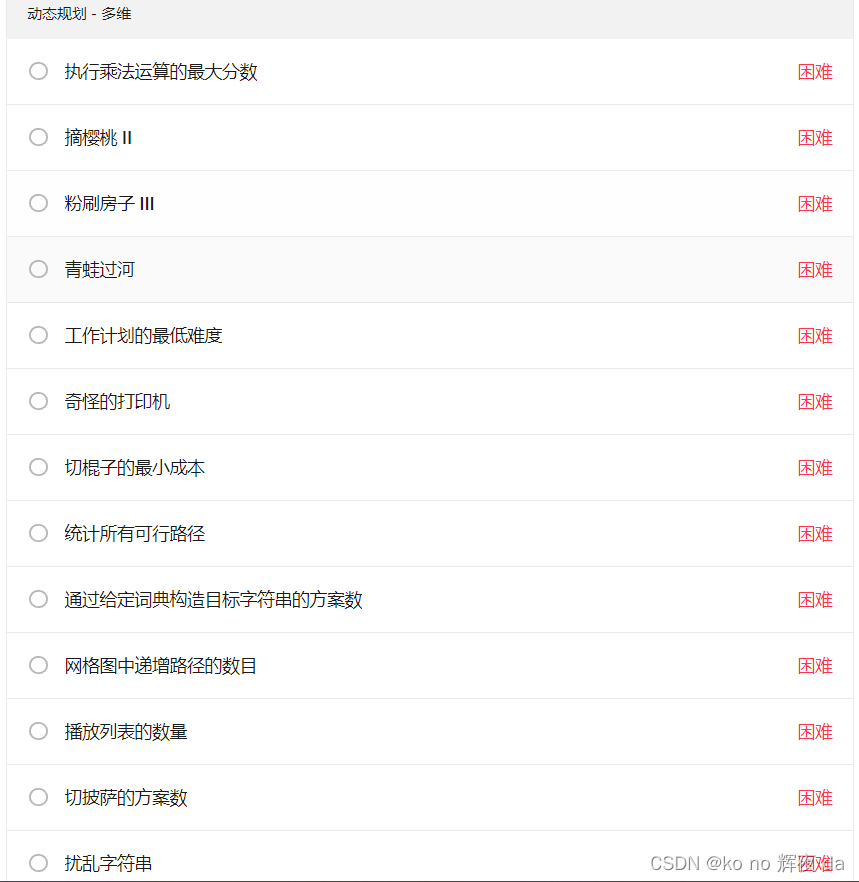 动态规划 - 多维
执行乘法运算的最大分数 困难
摘樱桃 II 困难
粉刷房子 III 困难
青蛙过河 困难
工作计划的最低难度 困难
奇怪的打印机 困难
切棍子的最小成本 困难
统计所有可行路径 困难
通过给定词典构造目标字符串的方案数 困难
网格图中递增路径的数目 困难
播放列表的数量 困难
切披萨的方案数 困难
扰乱字符串 困难
CSDN @ko no 辉夜 da